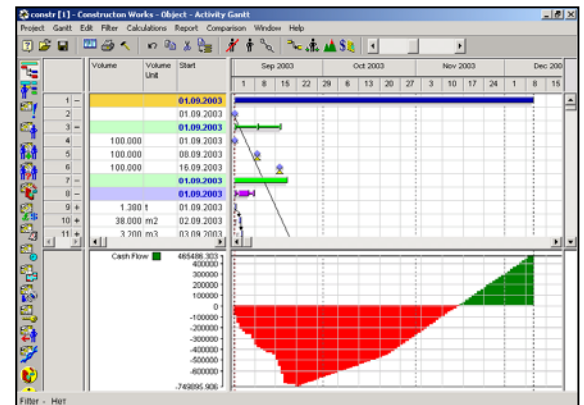 constr [1] - Constructon Works - Object - Activity Gantt
Project Gantt Edit Filter Calculations Report Comparison Window Help
Volume Volume Unit Start Sep 2003 Oct 2003 Nov 2003 Dec 200
1 8 15 22 29 6 13 20 27 3 10 17 24 1 8 15
1 − 01.09.2003
2 01.09.2003
3 − 01.09.2003
4 100.000 01.09.2003
5 100.000 08.09.2003
6 100.000 16.09.2003
7 − 01.09.2003
8 − 01.09.2003
9 + 1.380 t 01.09.2003
10 + 38.000 m2 02.09.2003
11 + 3.200 m3 03.09.2003
Cash Flow 465486.303
400000
300000
200000
100000
0
-100000
-200000
-300000
-400000
-500000
-600000
-749895.906
Filter - Нет